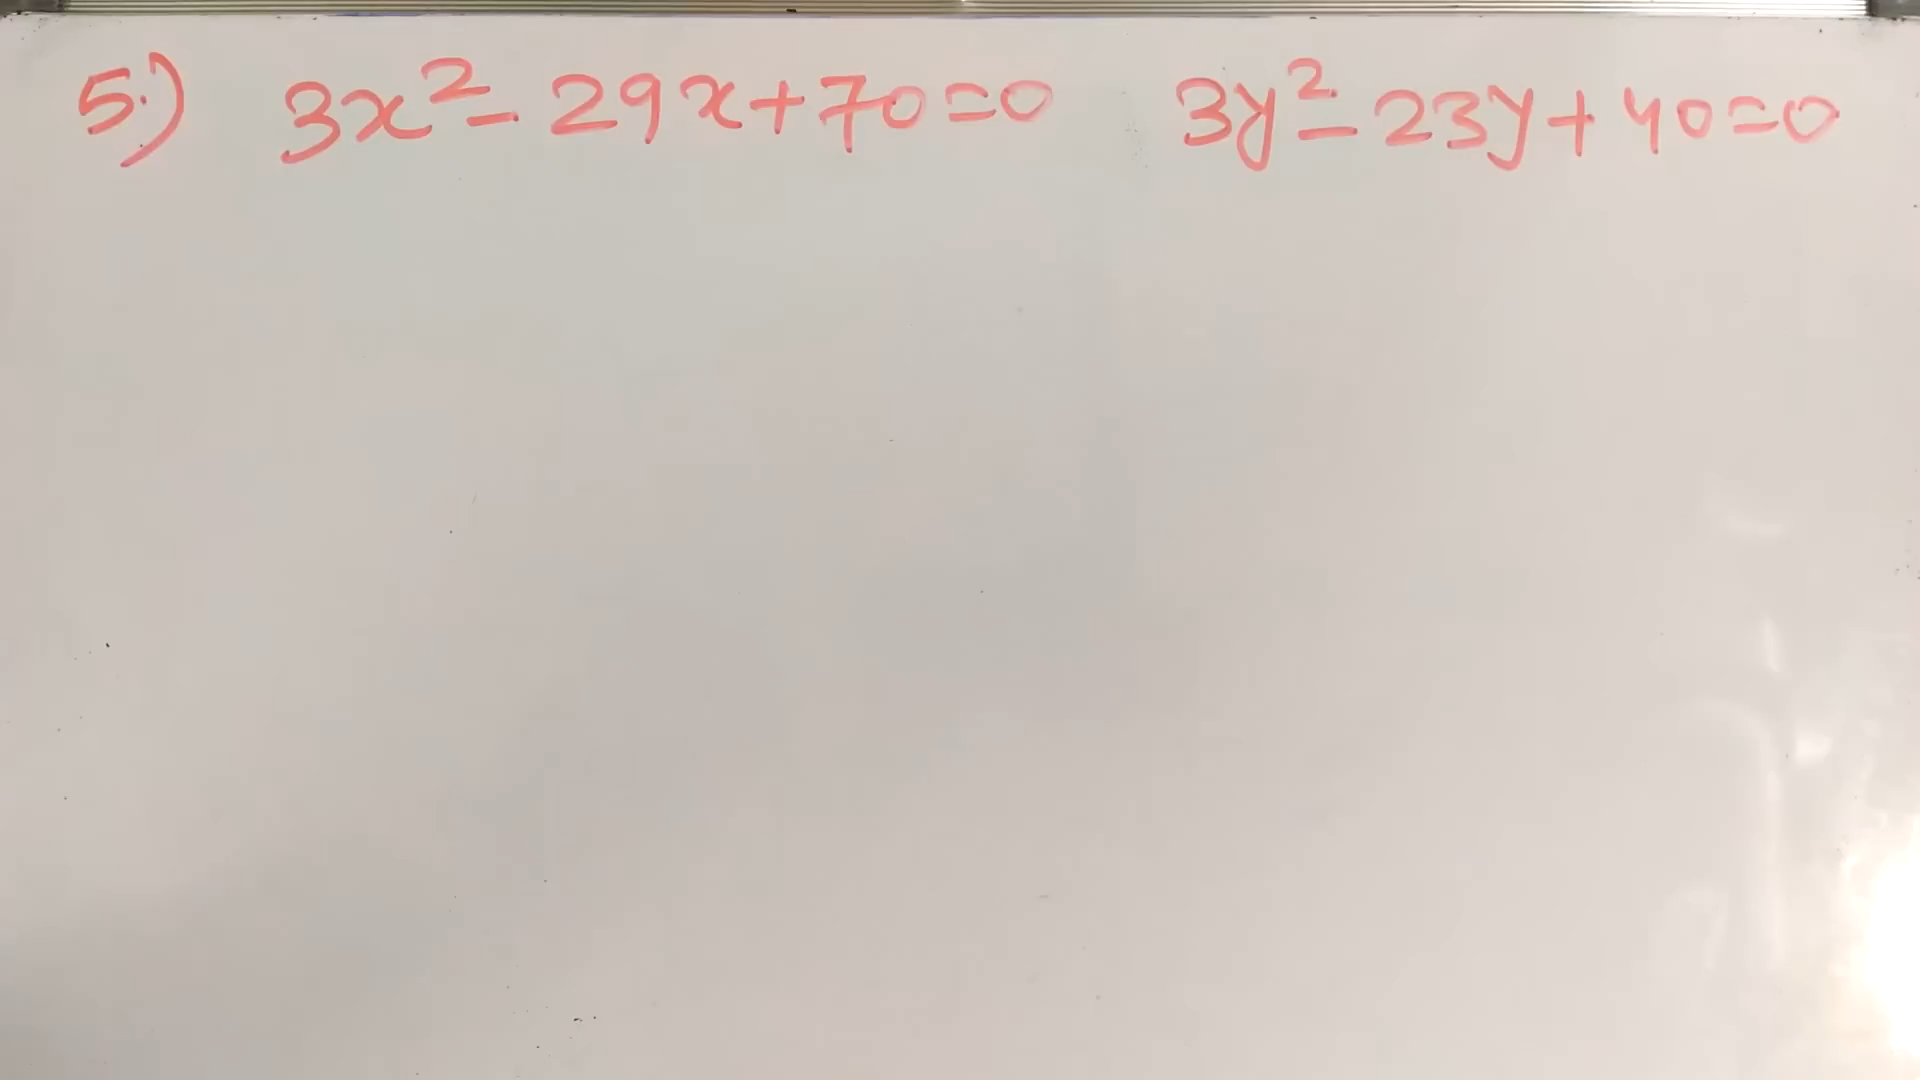 5.) 3x² - 29x + 70 = 0 3y² - 23y + 40 = 0